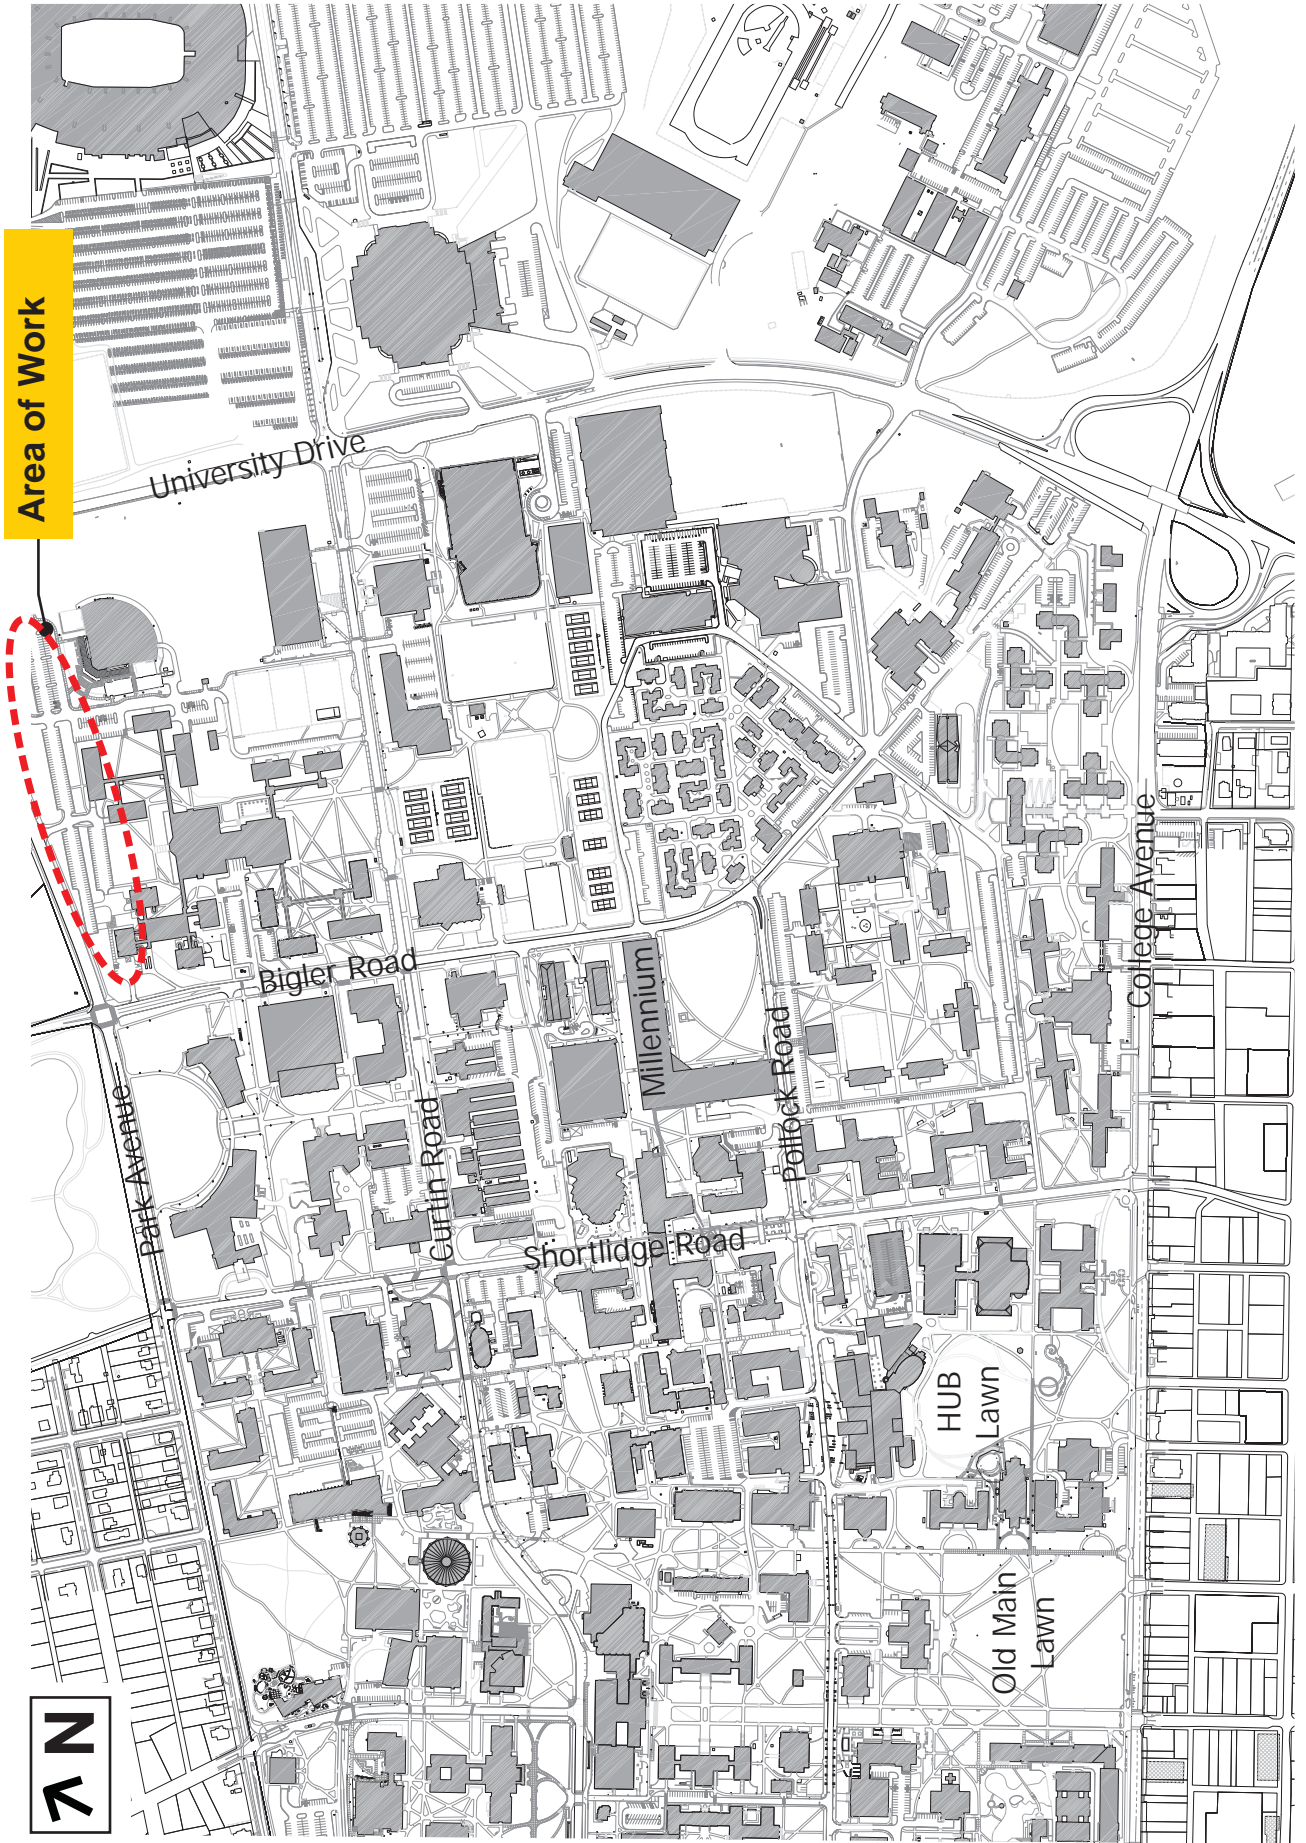 Area of Work
University Drive
Bigler Road
Millennium
Pollock Road
College Avenue
Park Avenue
Curtin Road
Shortlidge Road
HUB
Lawn
Old Main
Lawn
N